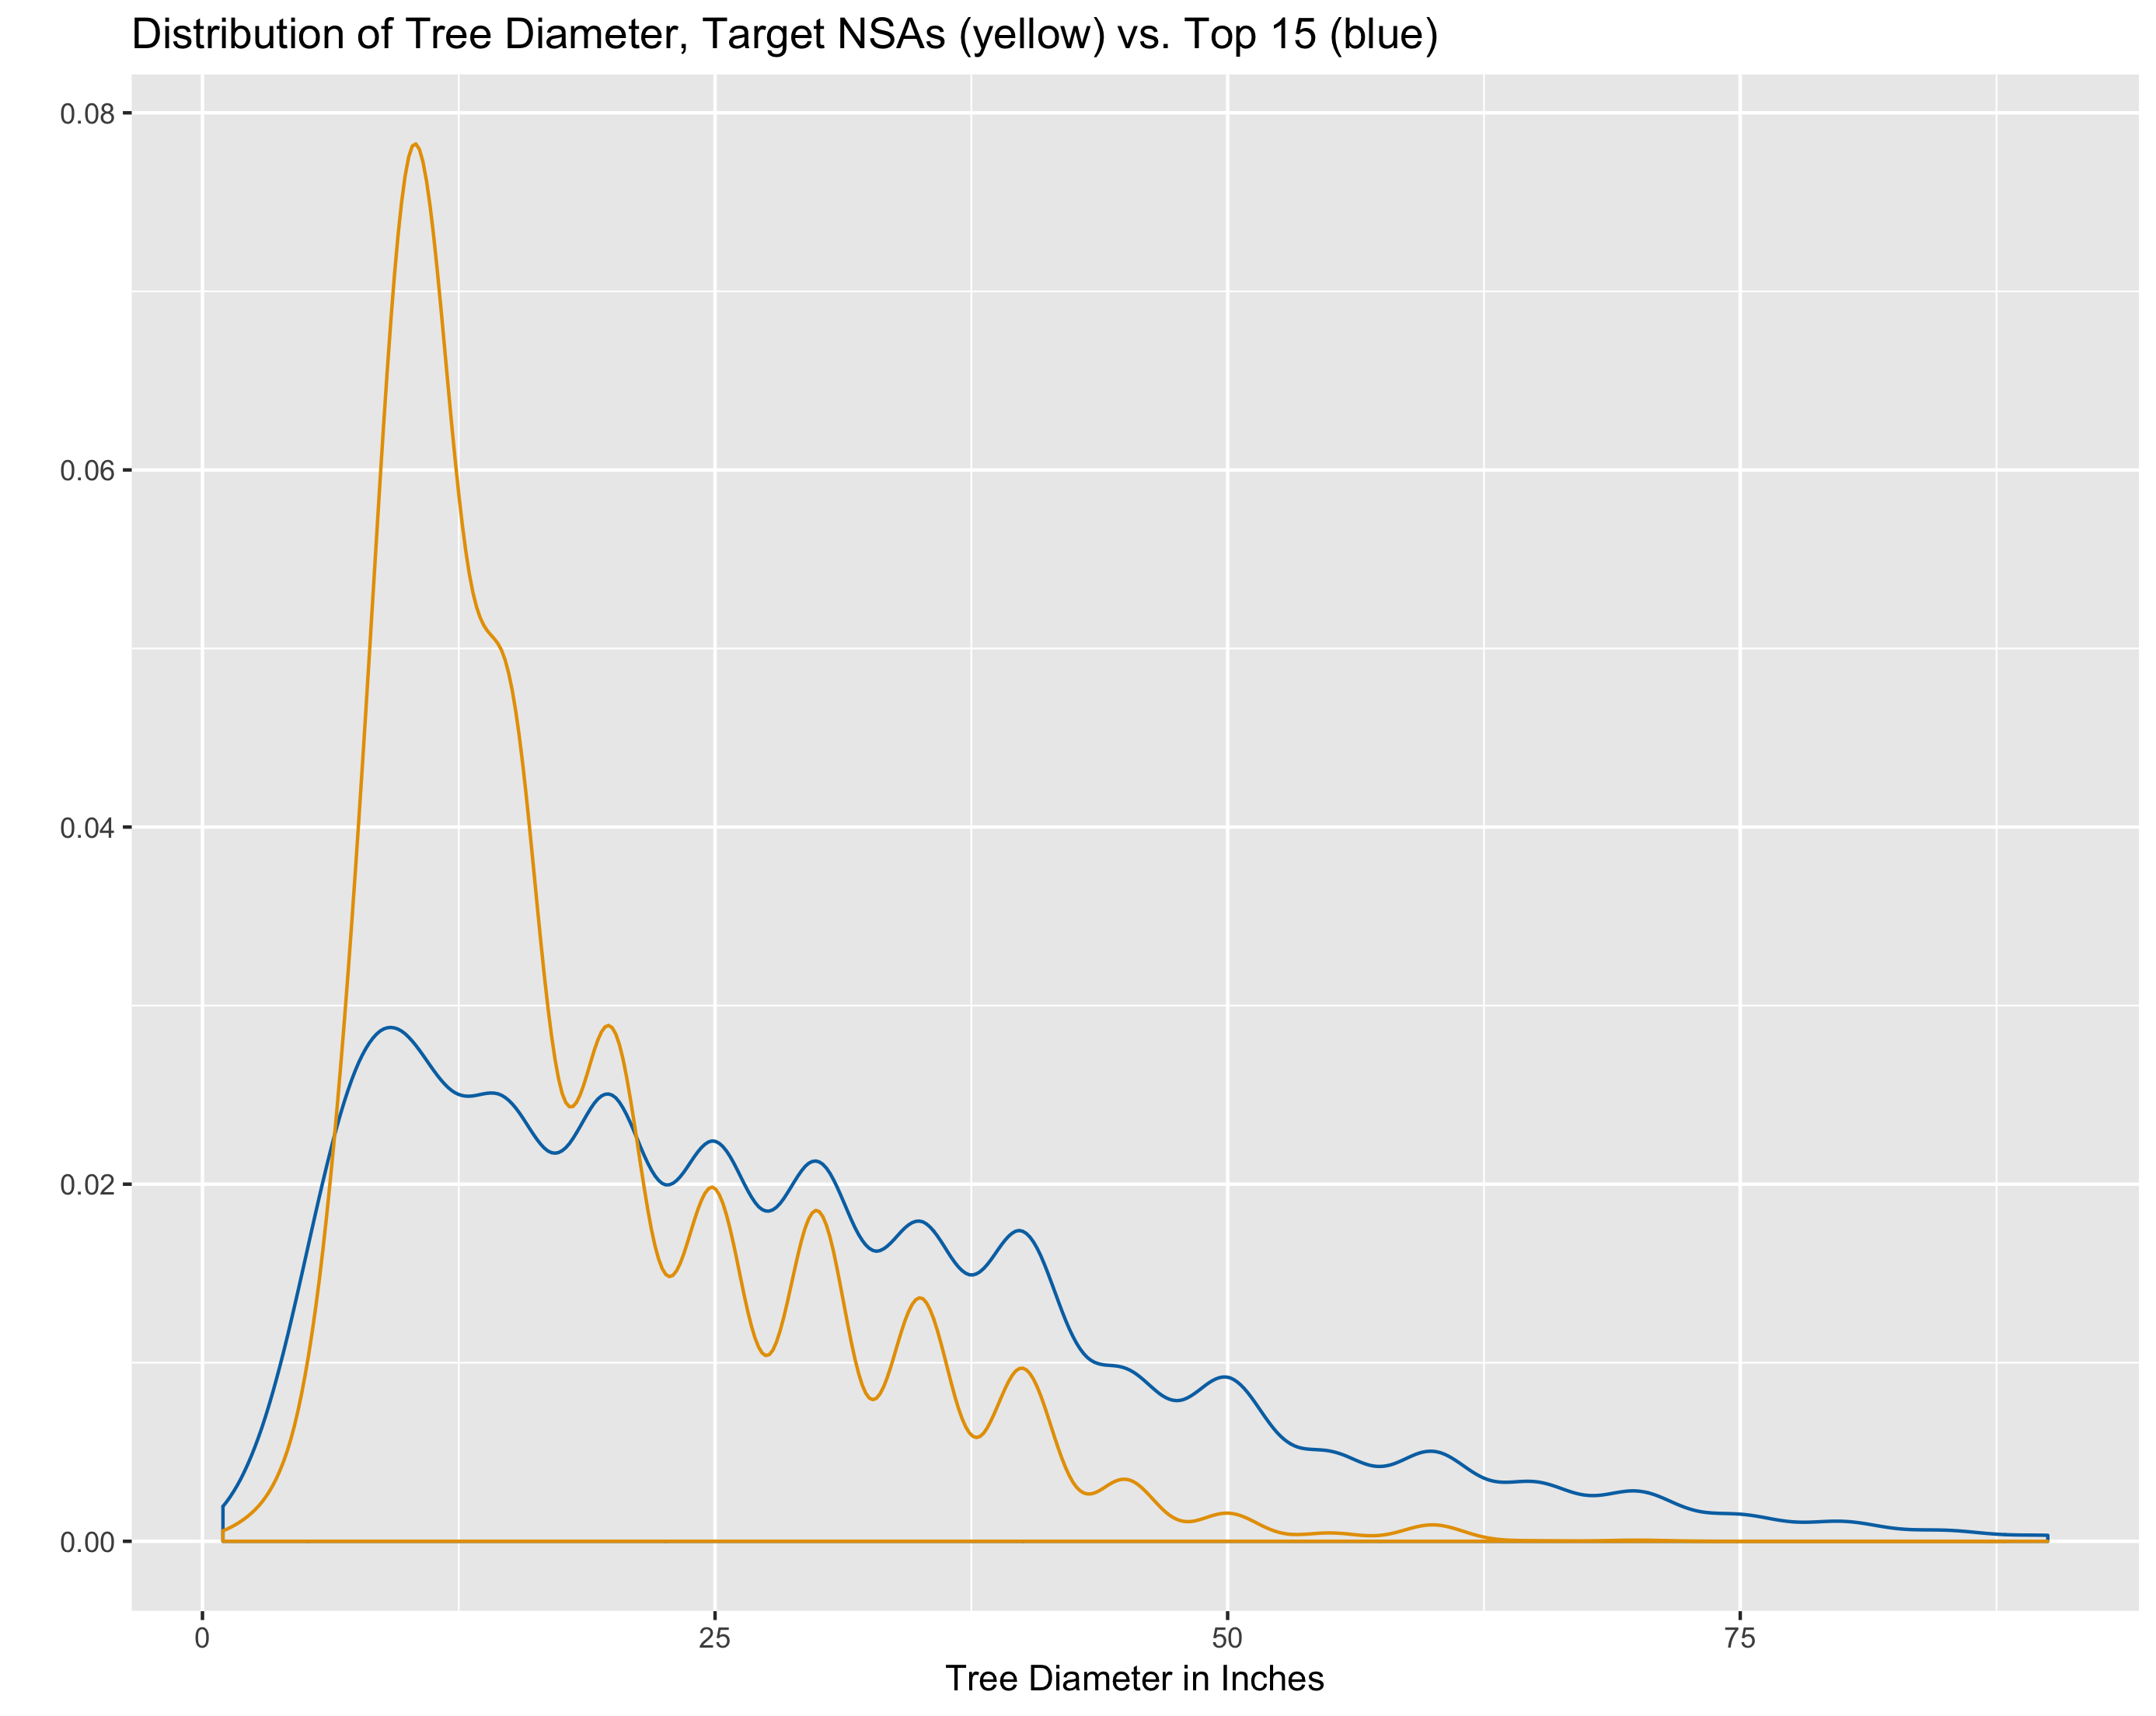 Distribution of Tree Diameter, Target NSAs (yellow) vs. Top 15 (blue)
0.08
0.06
0.04
0.02
0.00
0 25 50 75
Tree Diameter in Inches